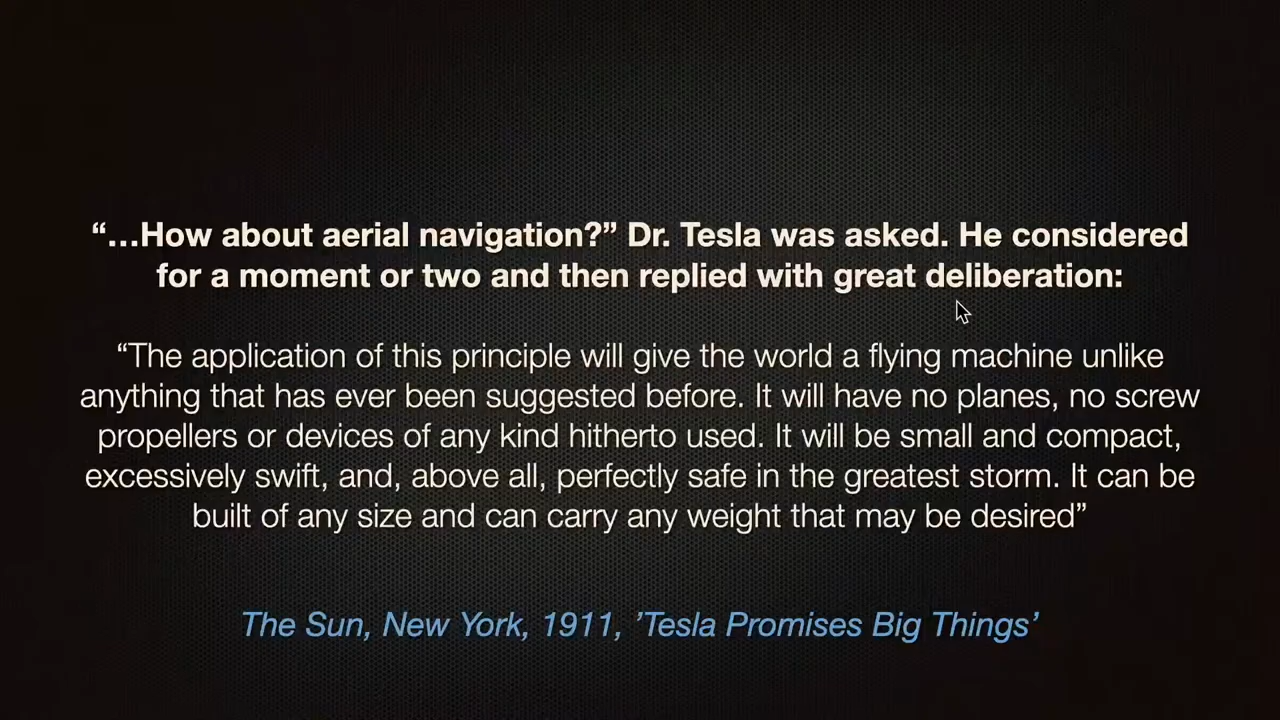 “...How about aerial navigation?” Dr. Tesla was asked. He considered
for a moment or two and then replied with great deliberation:
“The application of this principle will give the world a flying machine unlike
anything that has ever been suggested before. It will have no planes, no screw
propellers or devices of any kind hitherto used. It will be small and compact,
excessively swift, and, above all, perfectly safe in the greatest storm. It can be
built of any size and can carry any weight that may be desired”
The Sun, New York, 1911, ’Tesla Promises Big Things’